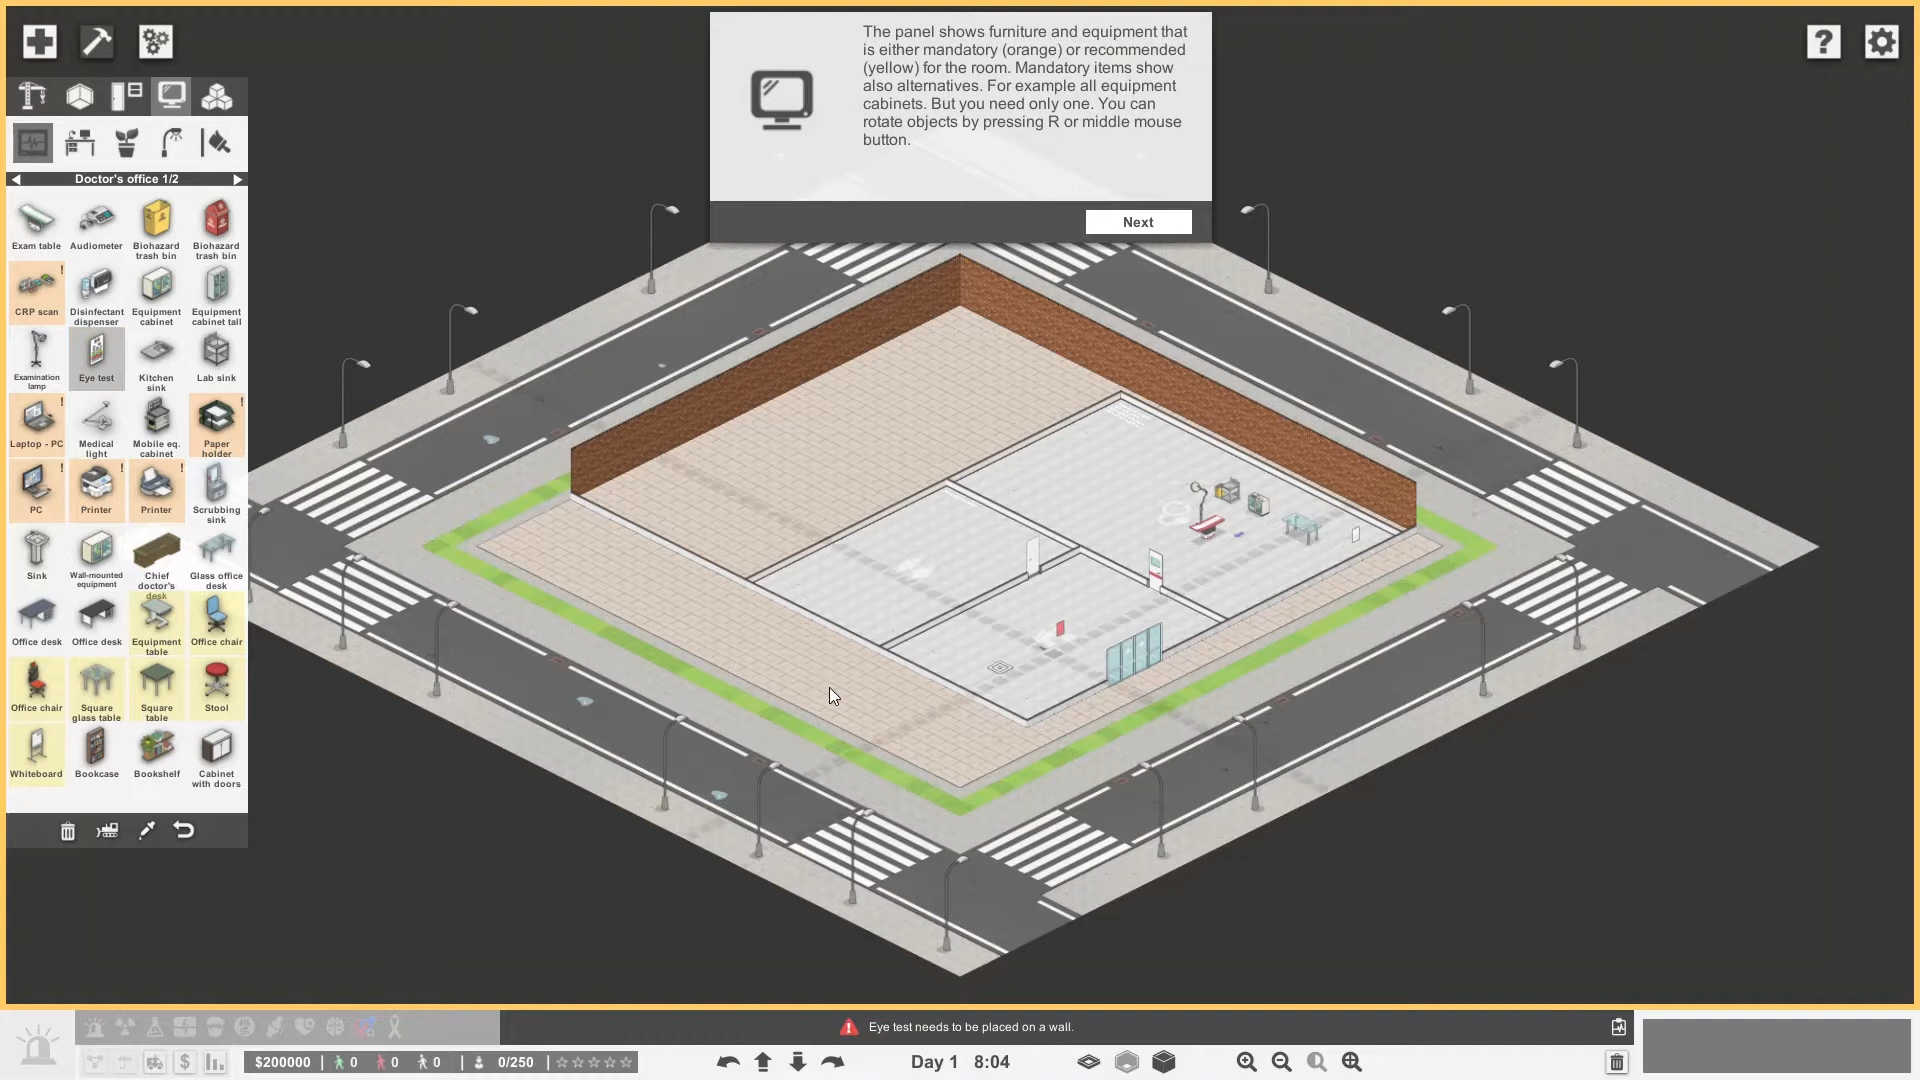 The panel shows furniture and equipment that
is either mandatory (orange) or recommended
(yellow) for the room. Mandatory items show
also alternatives. For example all equipment
cabinets. But you need only one. You can
rotate objects by pressing R or middle mouse
button.
Next
Doctor's office 1/2
Exam table
Audiometer
Biohazard
trash bin
Biohazard
trash bin
CRP scan
Disinfectant
dispenser
Equipment
cabinet
Equipment
cabinet tall
Examination
lamp
Eye test
Kitchen
sink
Lab sink
Laptop - PC
Medical
light
Mobile eq.
cabinet
Paper
holder
PC
Printer
Printer
Scrubbing
sink
Sink
Wall-mounted
equipment
Chief
doctor's
desk
Glass office
desk
Office desk
Office desk
Equipment
table
Office chair
Office chair
Square
glass table
Square
table
Stool
Whiteboard
Bookcase
Bookshelf
Cabinet
with doors
Eye test needs to be placed on a wall.
$200000 | 0 0 0 | 0/250 |
Day 1 8:04